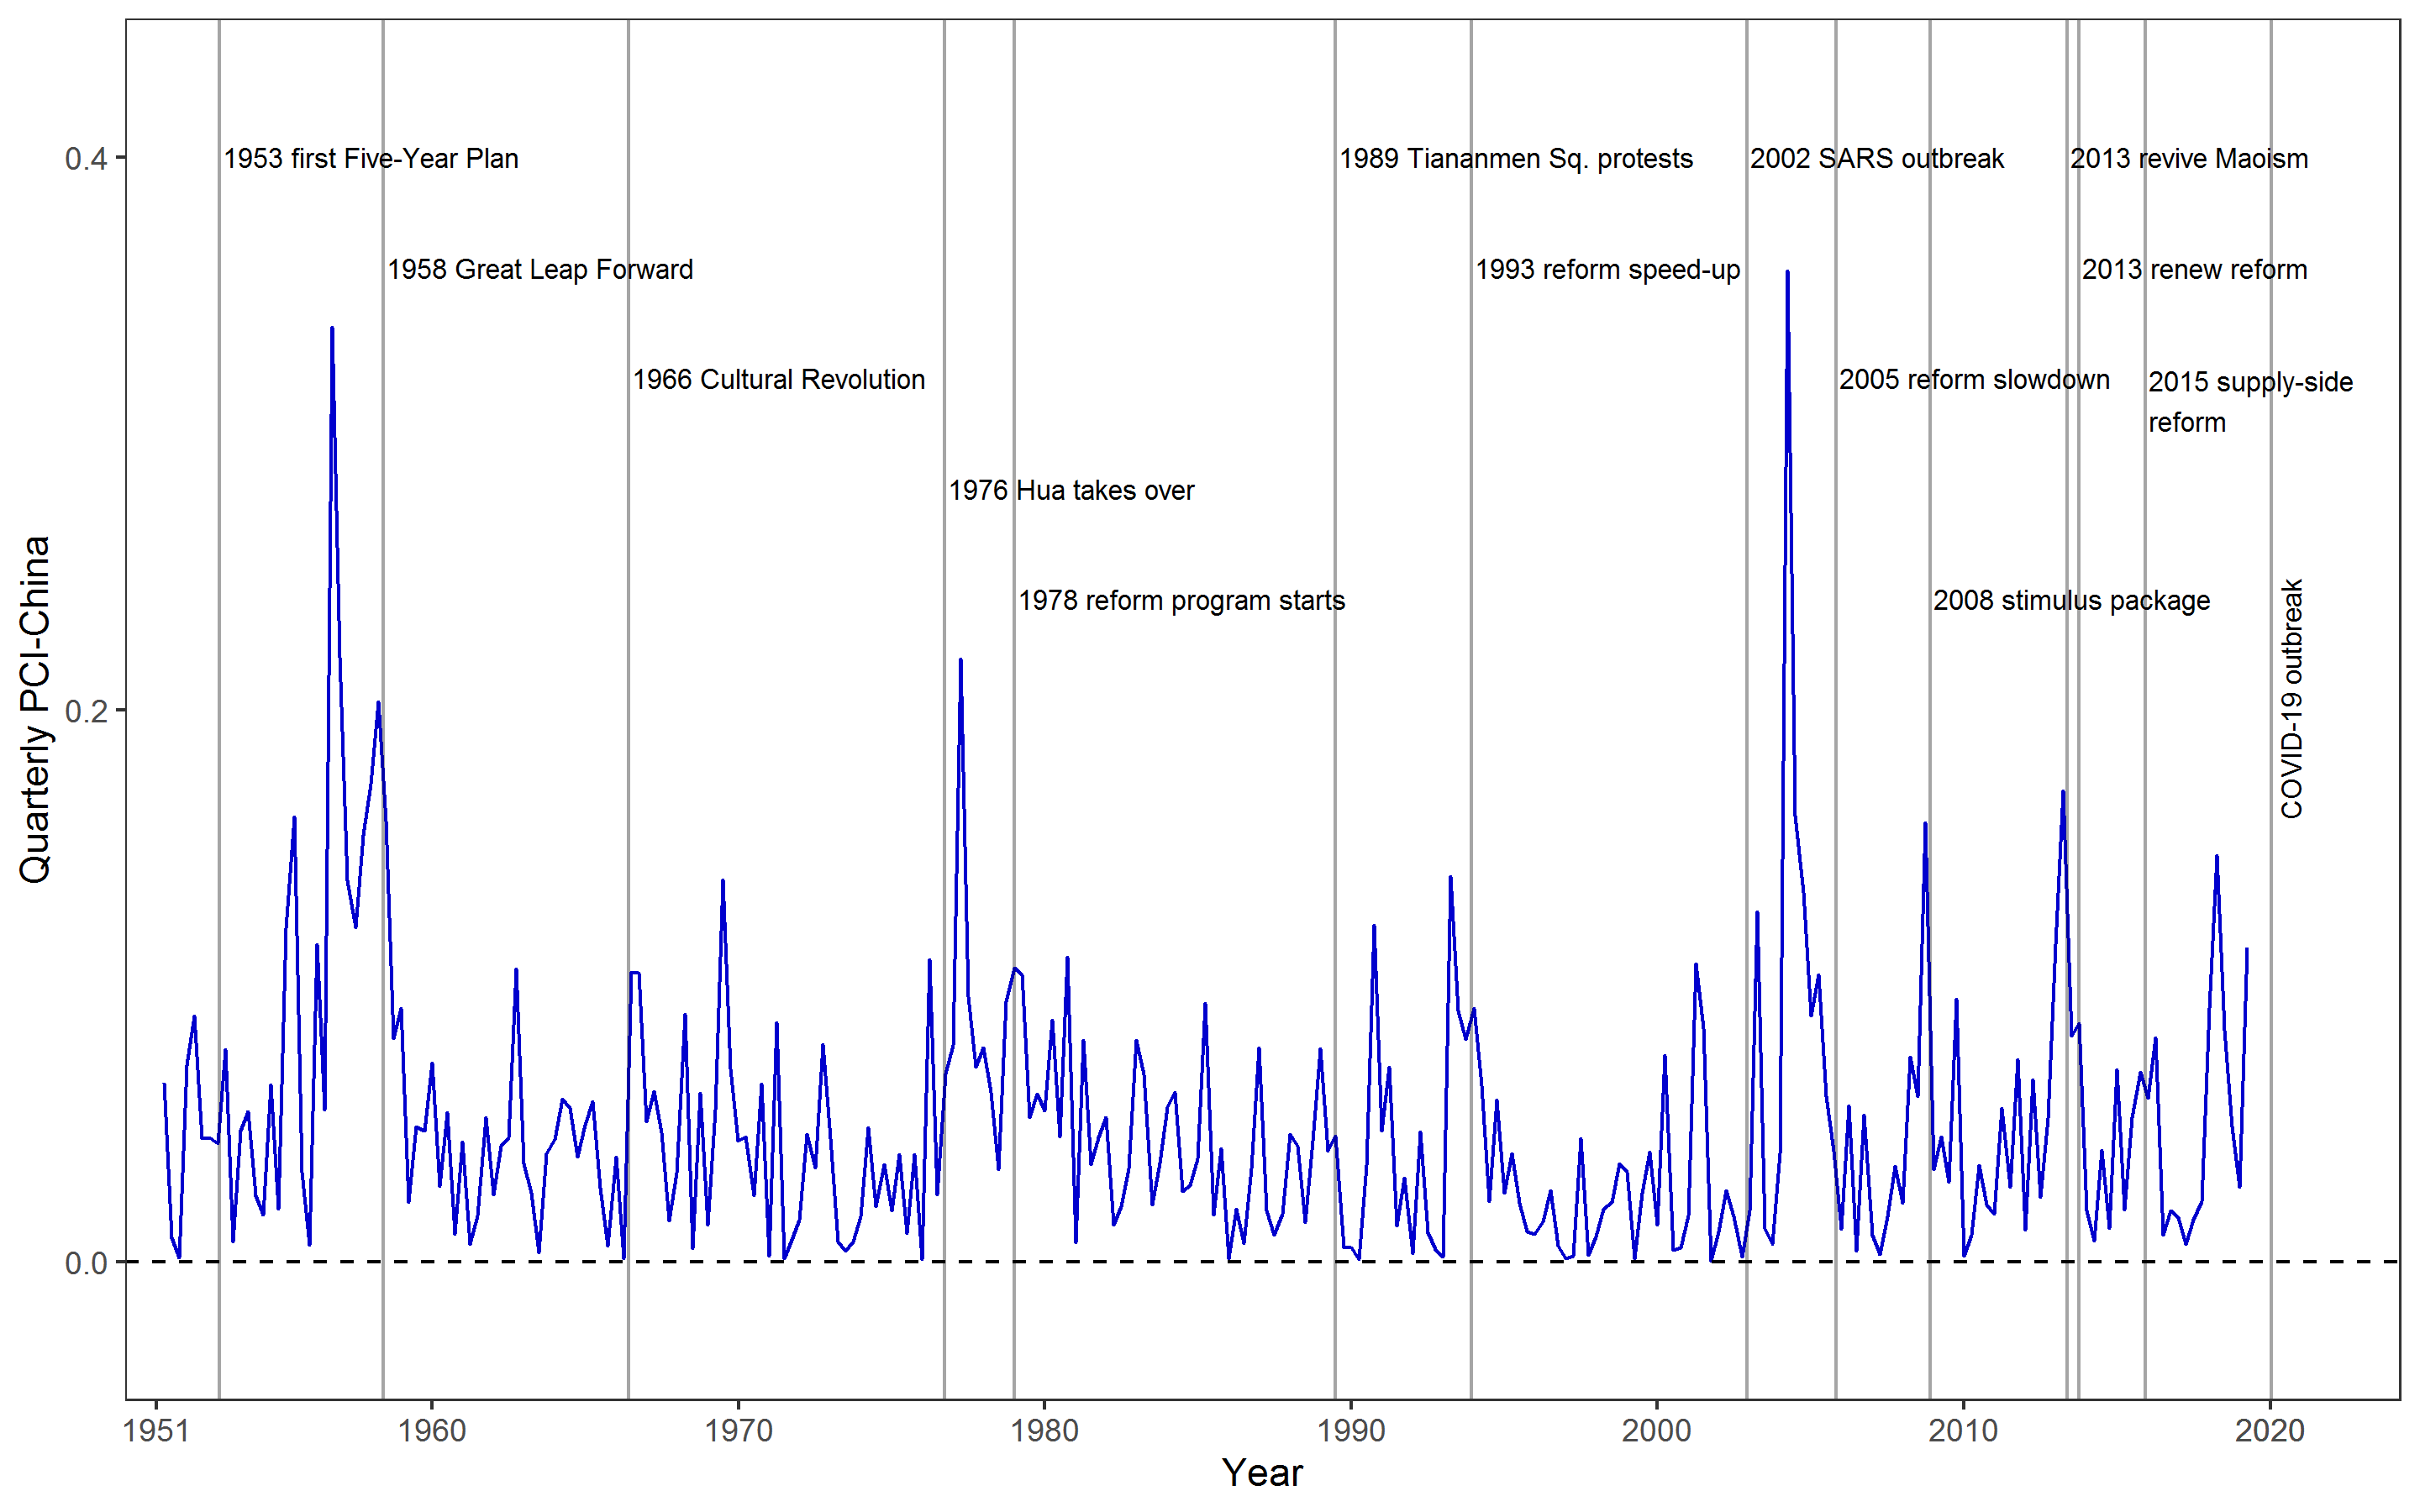 0.4
0.2
0.0
Quarterly PCI-China
1953 first Five-Year Plan
1989 Tiananmen Sq. protests
2002 SARS outbreak
2013 revive Maoism
1958 Great Leap Forward
1993 reform speed-up
2013 renew reform
1966 Cultural Revolution
2005 reform slowdown
2015 supply-side
reform
1976 Hua takes over
1978 reform program starts
2008 stimulus package
COVID-19 outbreak
1951 1960 1970 1980 1990 2000 2010 2020
Year